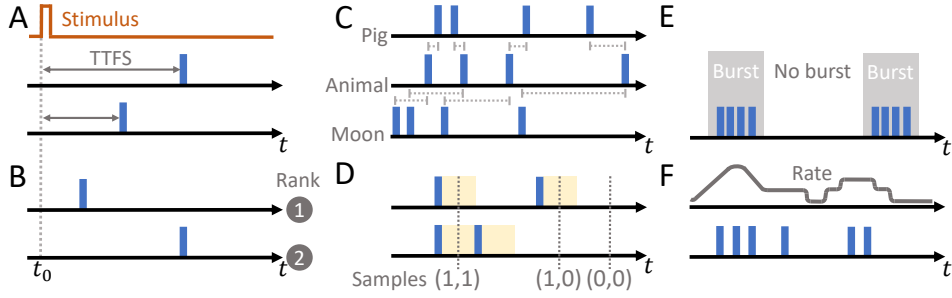 A
Stimulus
TTFS
t
B
Rank
1
2
t₀
t
C
Pig
Animal
Moon
t
D
Samples (1,1) (1,0) (0,0)
t
E
Burst No burst Burst
t
F
Rate
t